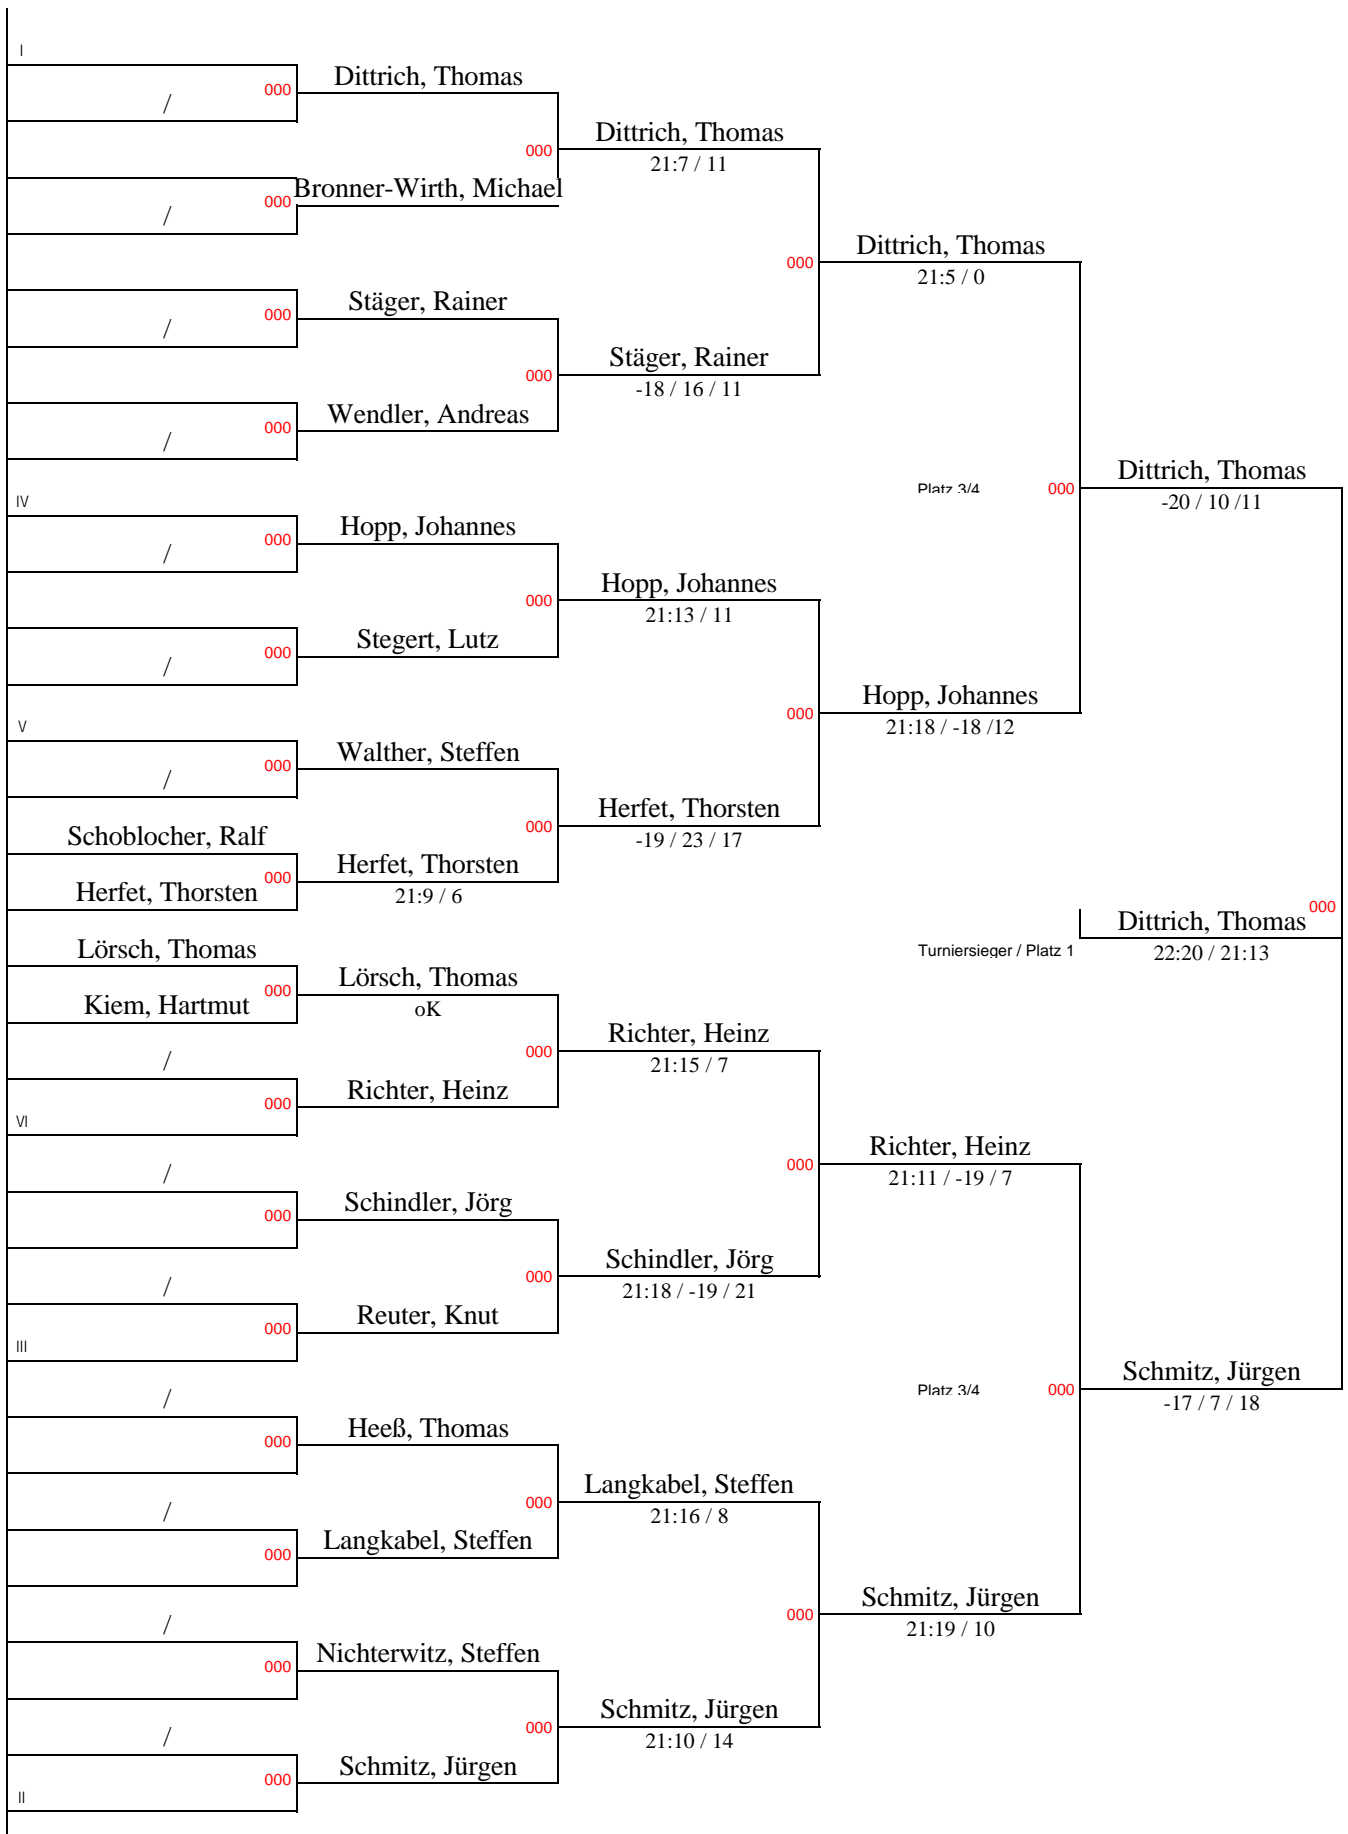 I
Dittrich, Thomas
000
/
Dittrich, Thomas
000
21:7 / 11
Bronner-Wirth, Michael
000
/
Dittrich, Thomas
000
21:5 / 0
Stäger, Rainer
000
/
Stäger, Rainer
000
-18 / 16 / 11
Wendler, Andreas
000
/
Dittrich, Thomas
Platz 3/4
000
-20 / 10 /11
IV
Hopp, Johannes
000
/
Hopp, Johannes
000
21:13 / 11
Stegert, Lutz
000
/
Hopp, Johannes
000
21:18 / -18 /12
V
Walther, Steffen
000
/
Herfet, Thorsten
000
-19 / 23 / 17
Schoblocher, Ralf
Herfet, Thorsten
000
Herfet, Thorsten
21:9 / 6
000
Dittrich, Thomas
Turniersieger / Platz 1
22:20 / 21:13
Lörsch, Thomas
Lörsch, Thomas
000
Kiem, Hartmut
oK
Richter, Heinz
000
21:15 / 7
/
Richter, Heinz
000
VI
Richter, Heinz
000
21:11 / -19 / 7
/
Schindler, Jörg
000
Schindler, Jörg
000
21:18 / -19 / 21
/
Reuter, Knut
000
III
Schmitz, Jürgen
Platz 3/4
000
-17 / 7 / 18
/
Heeß, Thomas
000
Langkabel, Steffen
000
21:16 / 8
/
Langkabel, Steffen
000
Schmitz, Jürgen
000
21:19 / 10
/
Nichterwitz, Steffen
000
Schmitz, Jürgen
000
21:10 / 14
/
Schmitz, Jürgen
000
II